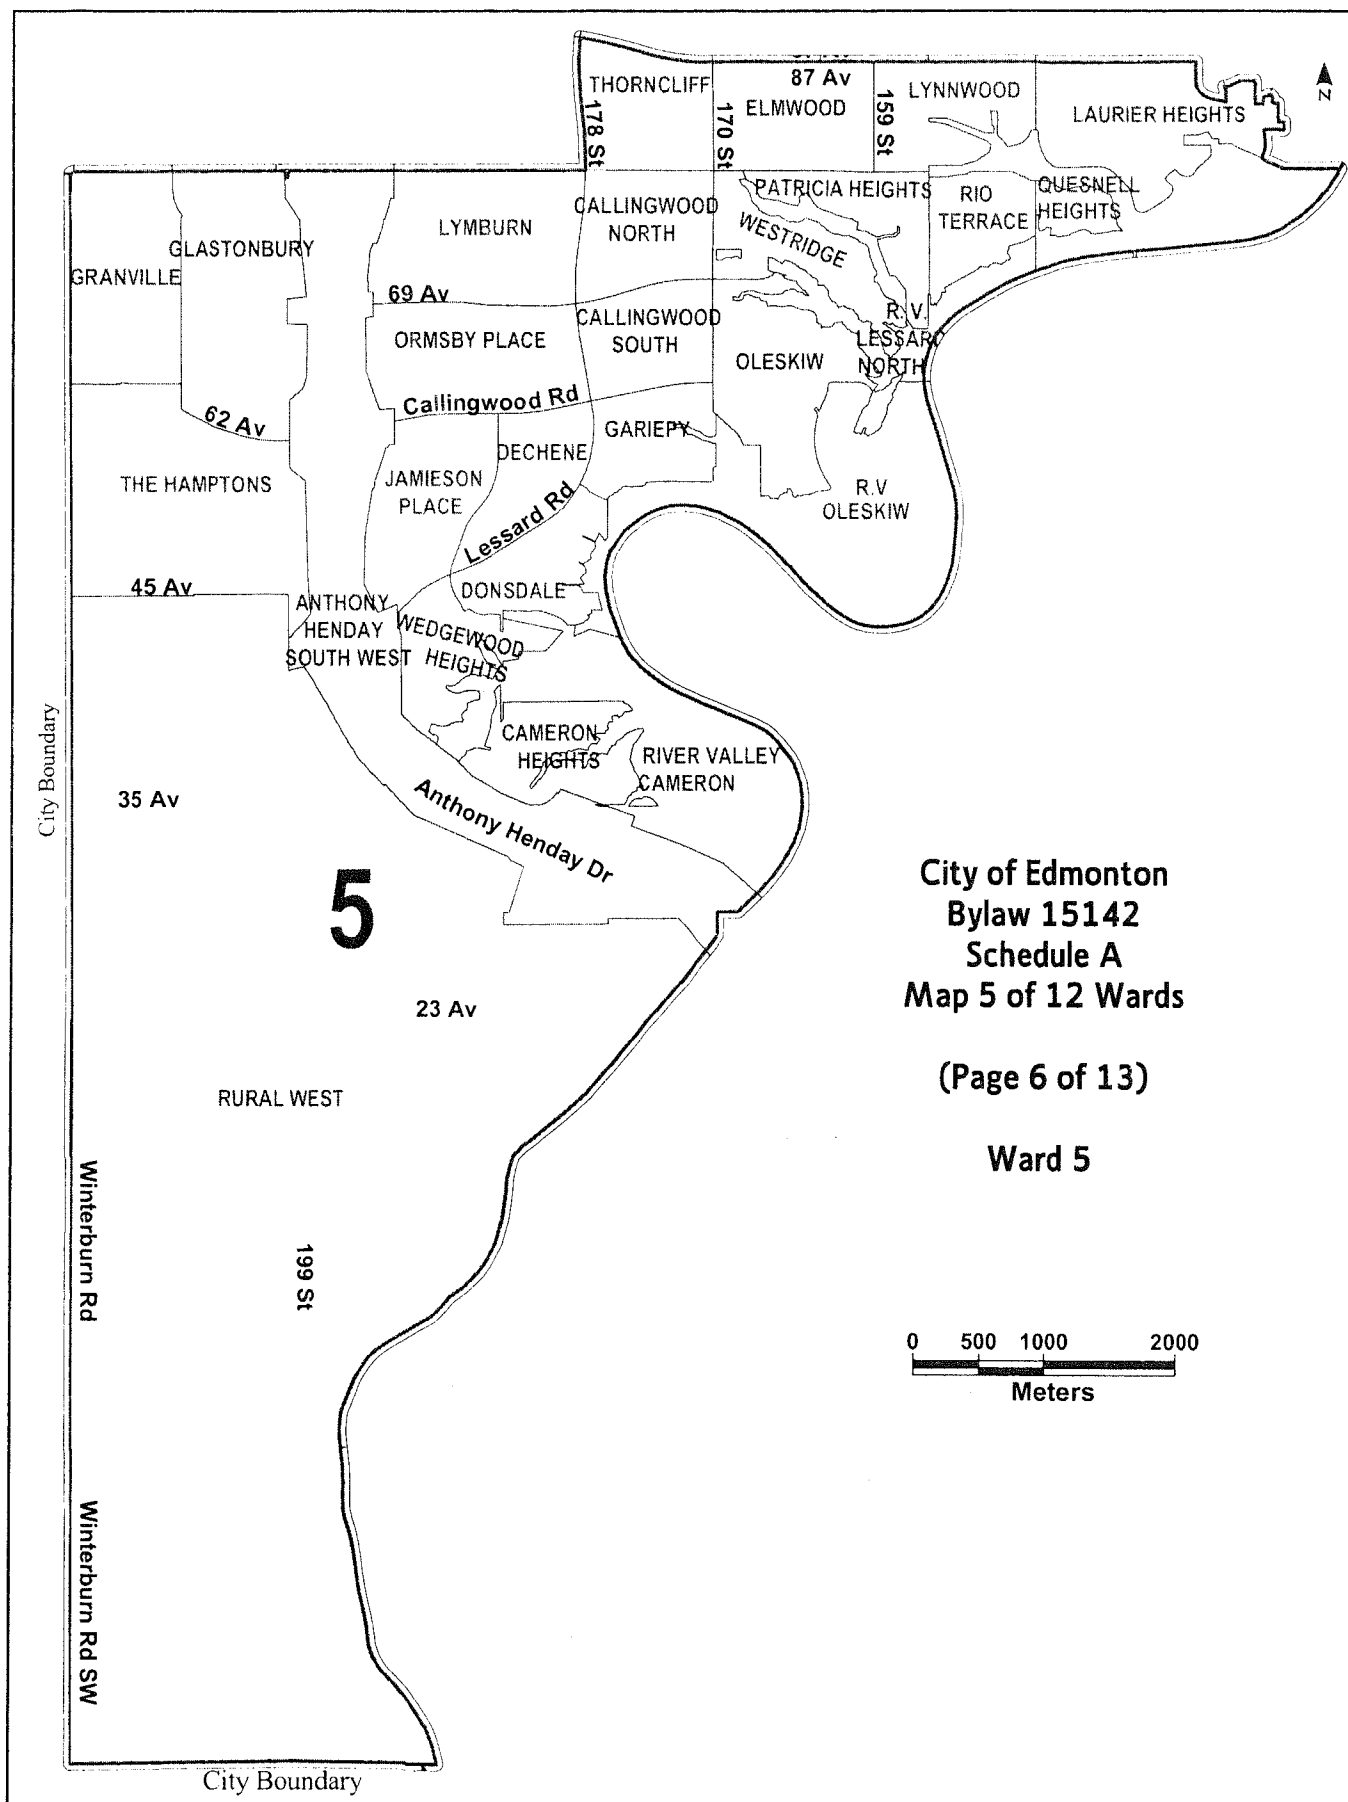 THORNCLIFF
87 Av
ELMWOOD
LYNNWOOD
LAURIER HEIGHTS
N
178 St
170 St
159 St
PATRICIA HEIGHTS
RIO
TERRACE
QUESNELL
HEIGHTS
GRANVILLE
GLASTONBURY
LYMBURN
CALLINGWOOD
NORTH
WESTRIDGE
69 Av
ORMSBY PLACE
CALLINGWOOD
SOUTH
OLESKIW
R. V.
LESSARD
NORTH
62 Av
Callingwood Rd
GARIEPY
DECHENE
THE HAMPTONS
JAMIESON
PLACE
Lessard Rd
R.V
OLESKIW
45 Av
DONSDALE
ANTHONY
HENDAY
SOUTH WEST
WEDGEWOOD
HEIGHTS
CAMERON
HEIGHTS
RIVER VALLEY
CAMERON
City Boundary
35 Av
Anthony Henday Dr
5
23 Av
RURAL WEST
Winterburn Rd
199 St
Winterburn Rd SW
City Boundary
City of Edmonton
Bylaw 15142
Schedule A
Map 5 of 12 Wards
(Page 6 of 13)
Ward 5
0 500 1000 2000
Meters